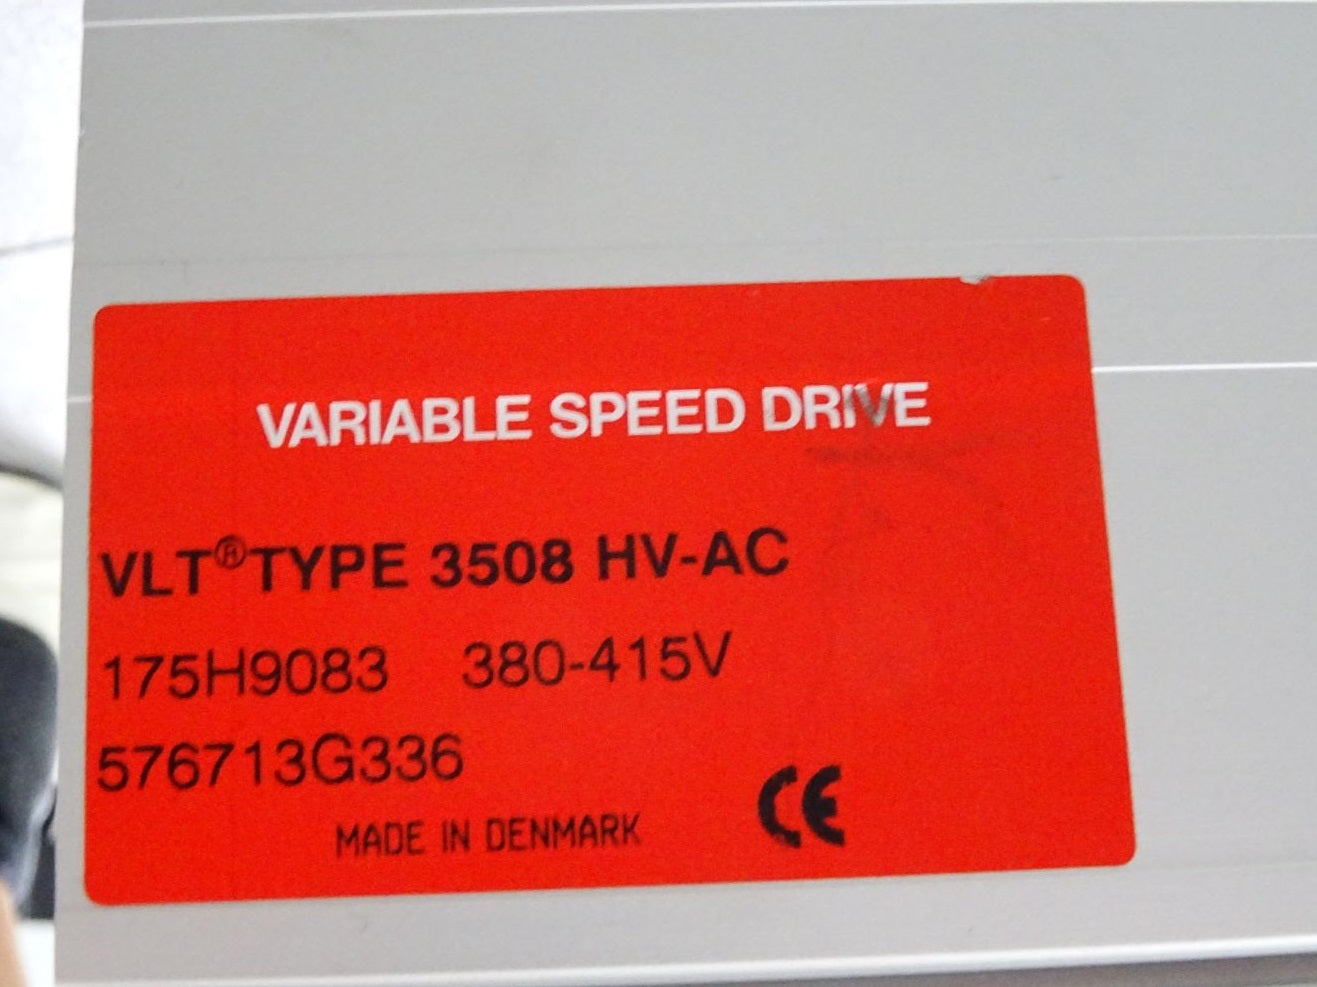 VARIABLE SPEED DRIVE
VLT®TYPE 3508 HV-AC
175H9083 380-415V
576713G336
MADE IN DENMARK
CE